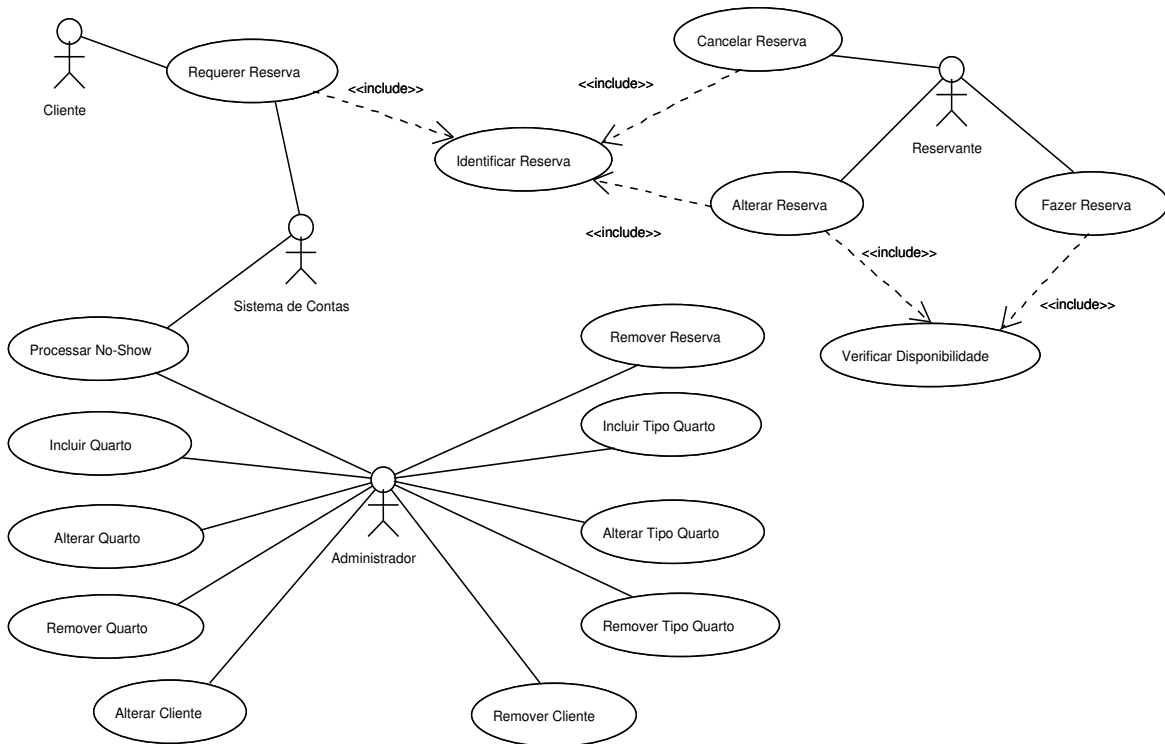 Cancelar Reserva
Requerer Reserva
<<include>>
<<include>>
Cliente
Reservante
Identificar Reserva
Alterar Reserva
Fazer Reserva
<<include>>
<<include>>
Sistema de Contas
<<include>>
Processar No-Show
Remover Reserva
Verificar Disponibilidade
Incluir Quarto
Incluir Tipo Quarto
Alterar Quarto
Alterar Tipo Quarto
Administrador
Remover Quarto
Remover Tipo Quarto
Alterar Cliente
Remover Cliente